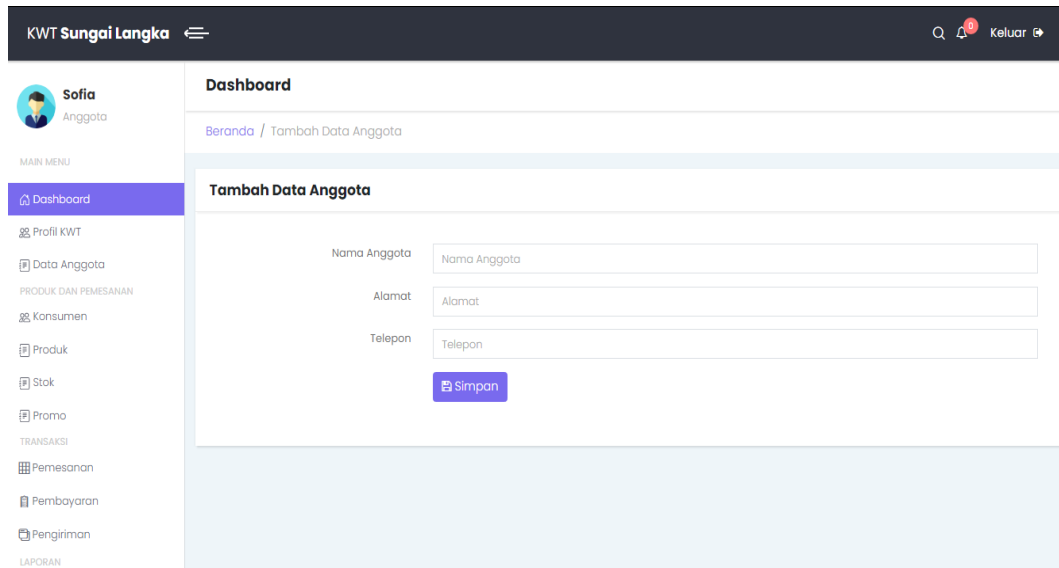 KWT Sungai Langka
0
Keluar
Sofia
Anggota
MAIN MENU
Dashboard
Profil KWT
Data Anggota
PRODUK DAN PEMESANAN
Konsumen
Produk
Stok
Promo
TRANSAKSI
Pemesanan
Pembayaran
Pengiriman
LAPORAN
Dashboard
Beranda / Tambah Data Anggota
Tambah Data Anggota
Nama Anggota Nama Anggota
Alamat Alamat
Telepon Telepon
Simpan